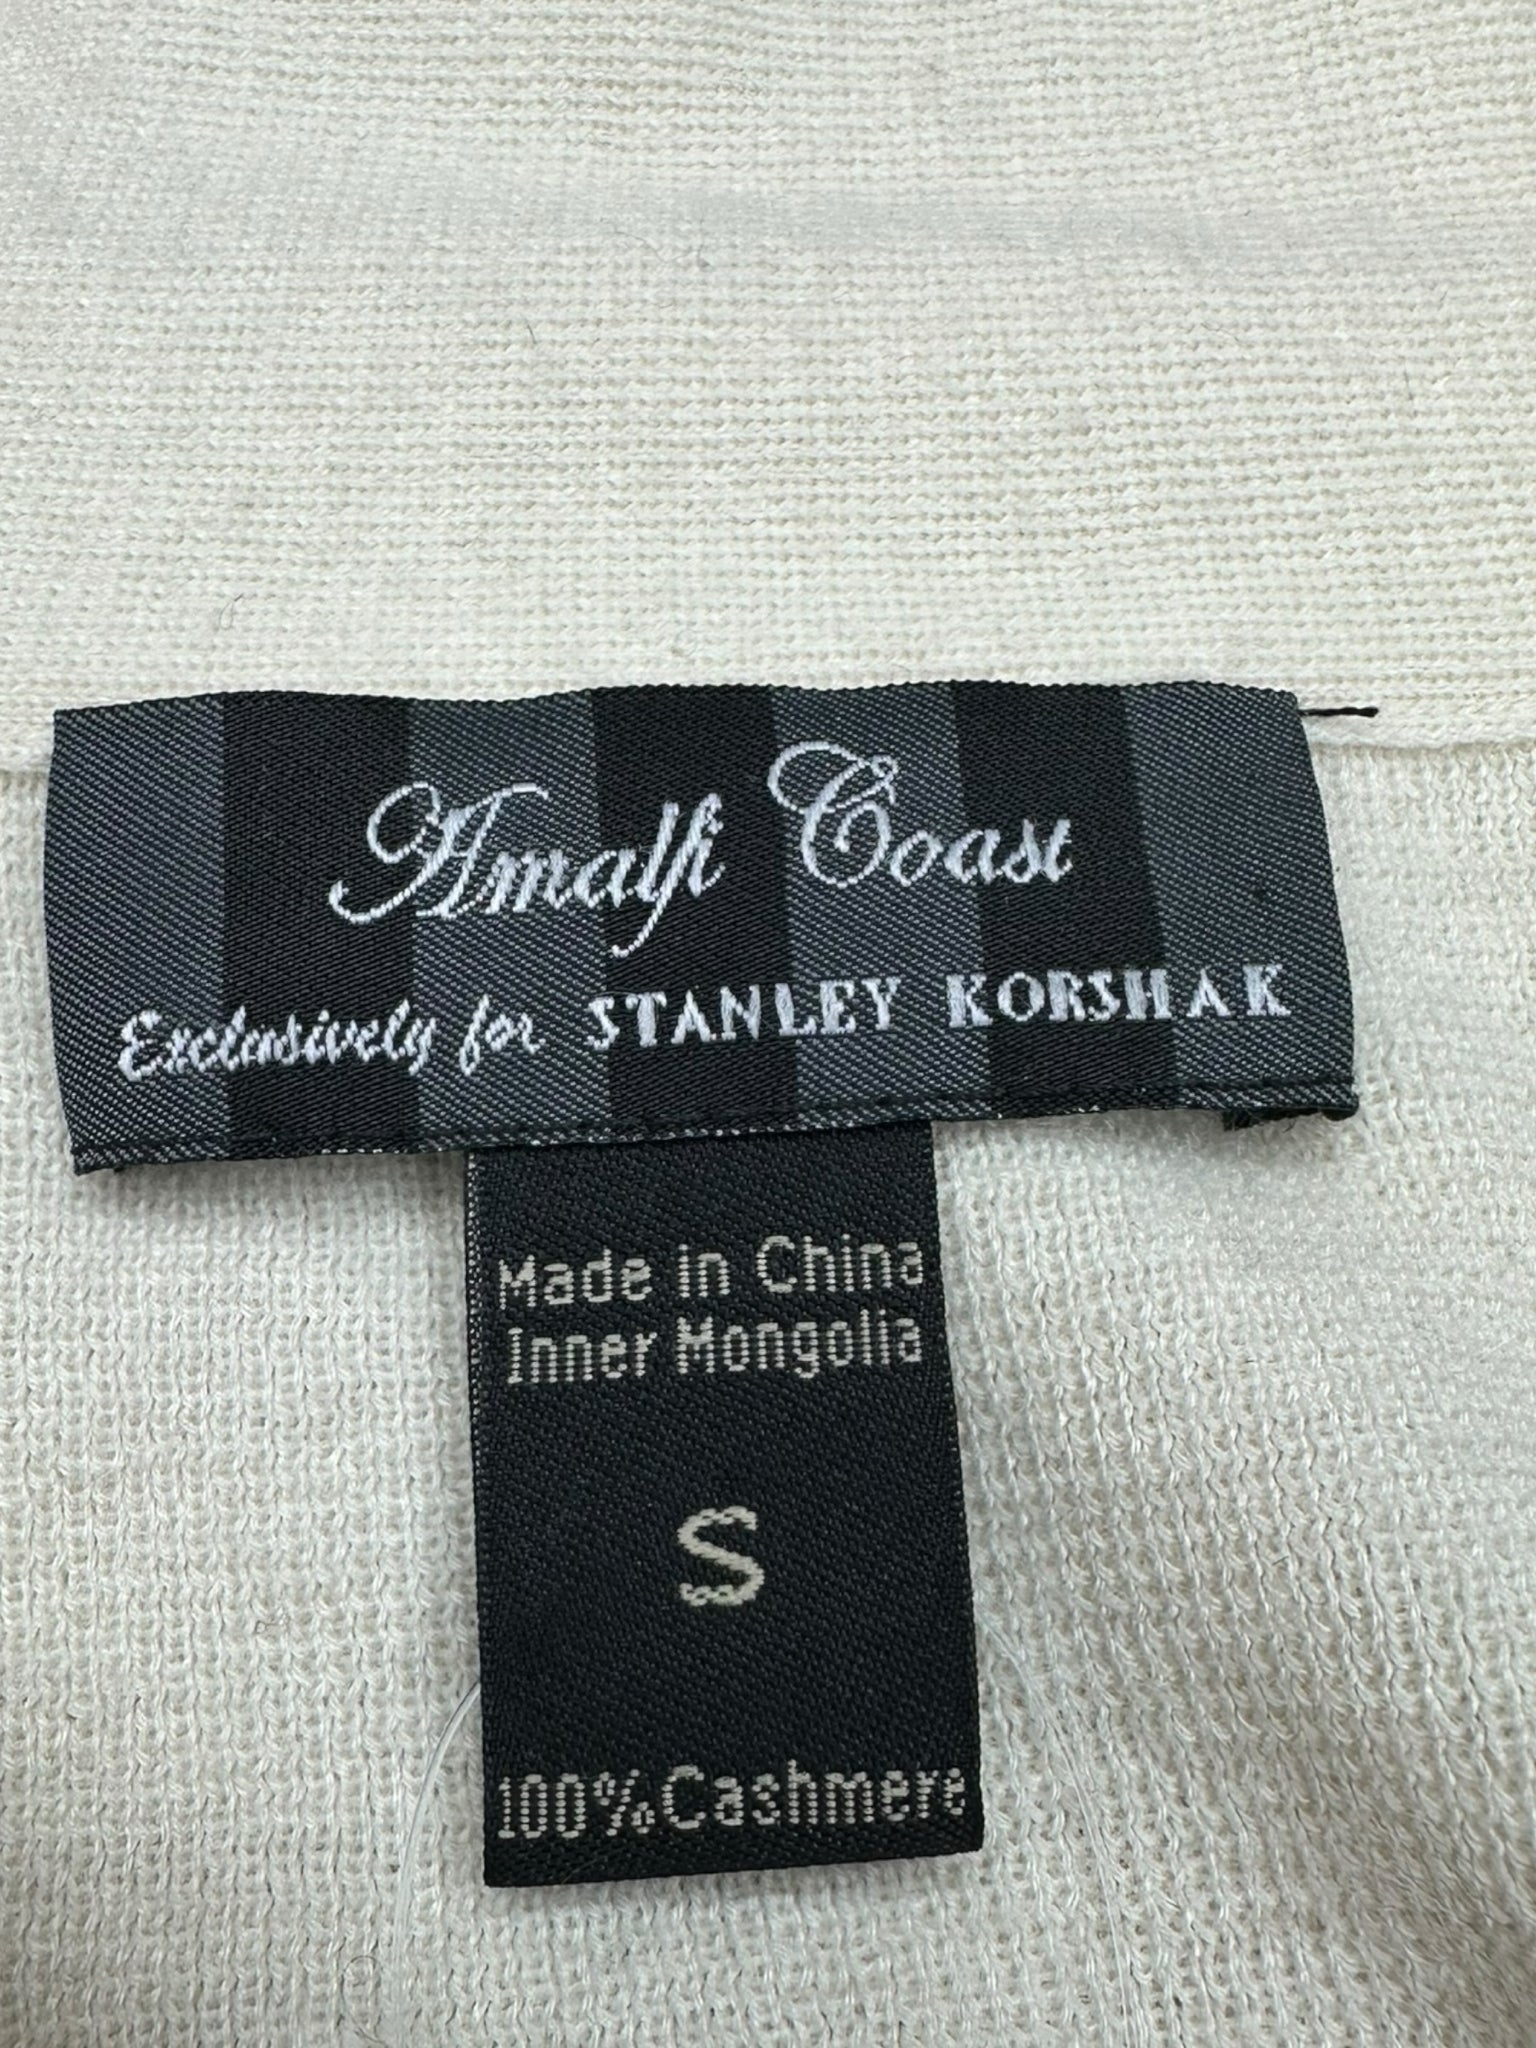 Amalfi Coast
Exclusively for STANLEY KORSHAK
Made in China
Inner Mongolia
S
100%Cashmere